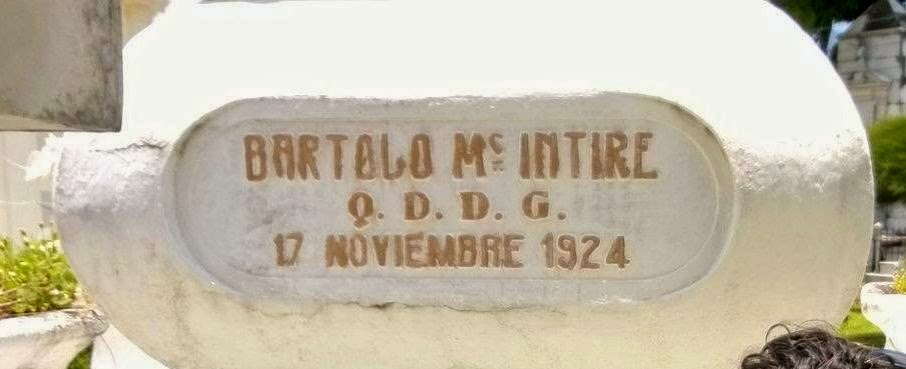 BARTOLO Mc INTIRE
Q. D. D. G.
17 NOVIEMBRE 1924